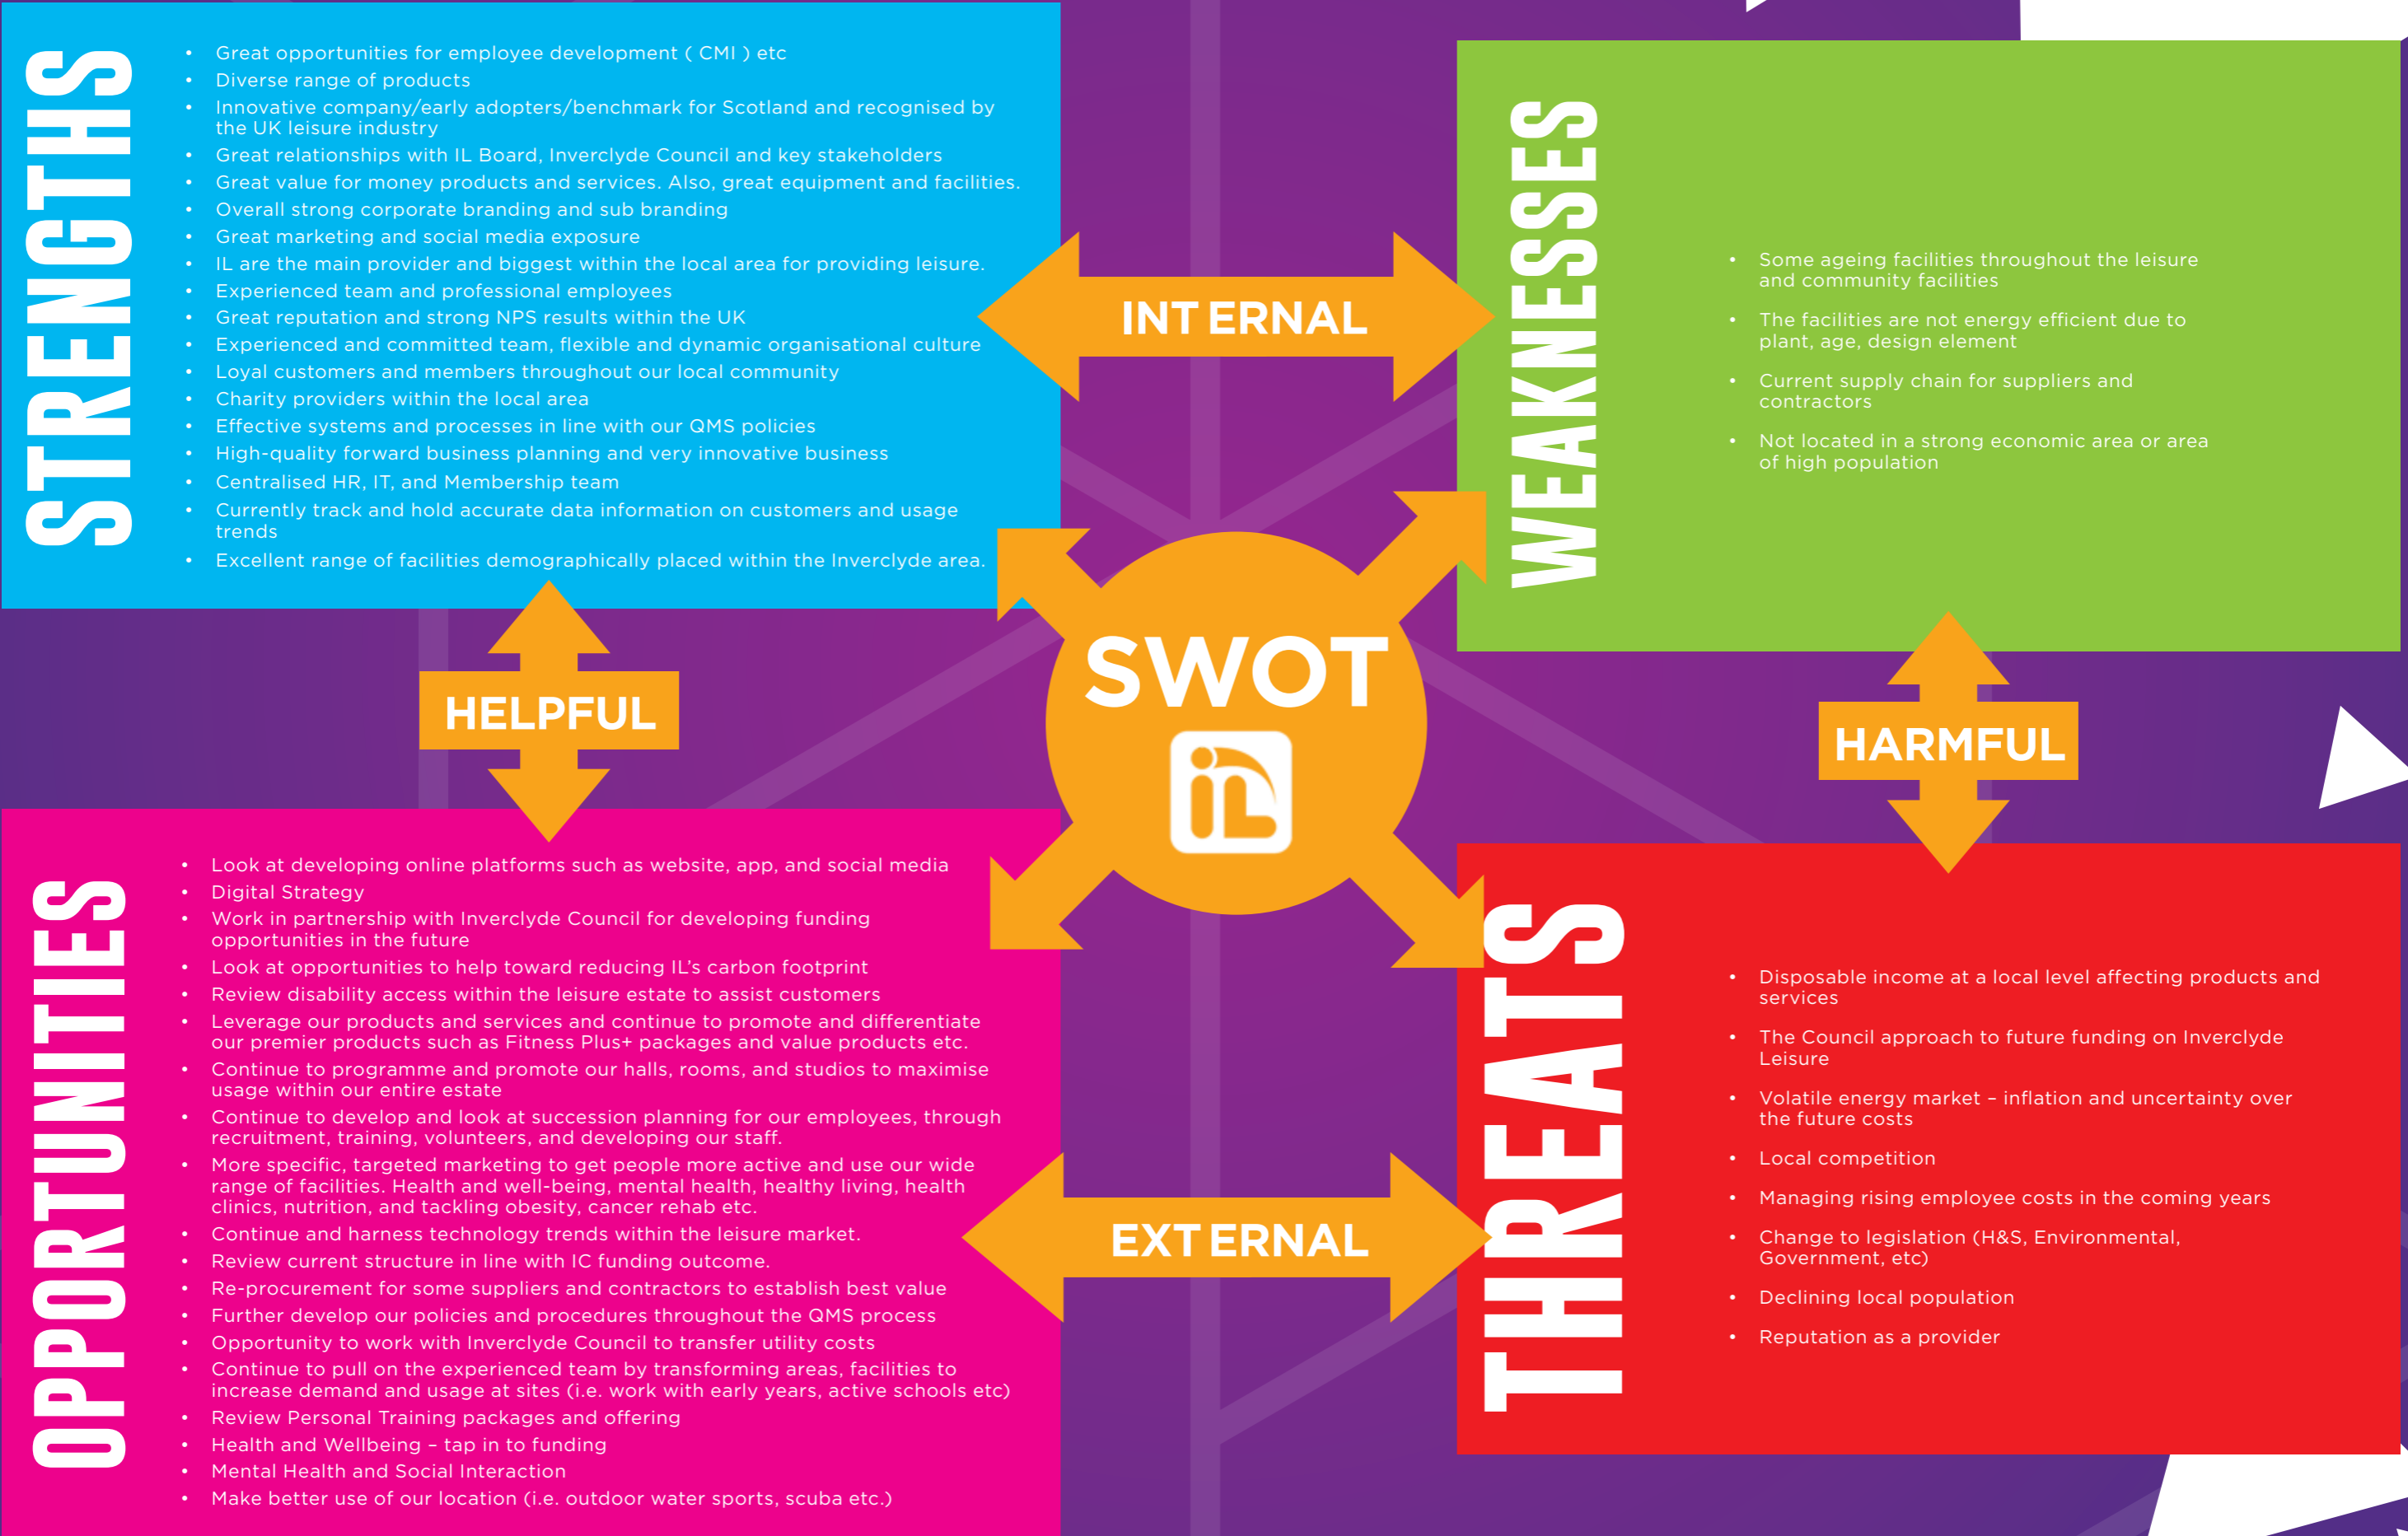 STRENGTHS
• Great opportunities for employee development ( CMI ) etc
• Diverse range of products
• Innovative company/early adopters/benchmark for Scotland and recognised by
the UK leisure industry
• Great relationships with IL Board, Inverclyde Council and key stakeholders
• Great value for money products and services. Also, great equipment and facilities.
• Overall strong corporate branding and sub branding
• Great marketing and social media exposure
• IL are the main provider and biggest within the local area for providing leisure.
• Experienced team and professional employees
• Great reputation and strong NPS results within the UK
• Experienced and committed team, flexible and dynamic organisational culture
• Loyal customers and members throughout our local community
• Charity providers within the local area
• Effective systems and processes in line with our QMS policies
• High-quality forward business planning and very innovative business
• Centralised HR, IT, and Membership team
• Currently track and hold accurate data information on customers and usage
trends
• Excellent range of facilities demographically placed within the Inverclyde area.
INTERNAL
WEAKNESSES
• Some ageing facilities throughout the leisure
and community facilities
• The facilities are not energy efficient due to
plant, age, design element
• Current supply chain for suppliers and
contractors
• Not located in a strong economic area or area
of high population
HELPFUL
SWOT
iL
HARMFUL
OPPORTUNITIES
• Look at developing online platforms such as website, app, and social media
• Digital Strategy
• Work in partnership with Inverclyde Council for developing funding
opportunities in the future
• Look at opportunities to help toward reducing IL’s carbon footprint
• Review disability access within the leisure estate to assist customers
• Leverage our products and services and continue to promote and differentiate
our premier products such as Fitness Plus+ packages and value products etc.
• Continue to programme and promote our halls, rooms, and studios to maximise
usage within our entire estate
• Continue to develop and look at succession planning for our employees, through
recruitment, training, volunteers, and developing our staff.
• More specific, targeted marketing to get people more active and use our wide
range of facilities. Health and well-being, mental health, healthy living, health
clinics, nutrition, and tackling obesity, cancer rehab etc.
• Continue and harness technology trends within the leisure market.
• Review current structure in line with IC funding outcome.
• Re-procurement for some suppliers and contractors to establish best value
• Further develop our policies and procedures throughout the QMS process
• Opportunity to work with Inverclyde Council to transfer utility costs
• Continue to pull on the experienced team by transforming areas, facilities to
increase demand and usage at sites (i.e. work with early years, active schools etc)
• Review Personal Training packages and offering
• Health and Wellbeing – tap in to funding
• Mental Health and Social Interaction
• Make better use of our location (i.e. outdoor water sports, scuba etc.)
EXTERNAL
THREATS
• Disposable income at a local level affecting products and
services
• The Council approach to future funding on Inverclyde
Leisure
• Volatile energy market – inflation and uncertainty over
the future costs
• Local competition
• Managing rising employee costs in the coming years
• Change to legislation (H&S, Environmental,
Government, etc)
• Declining local population
• Reputation as a provider